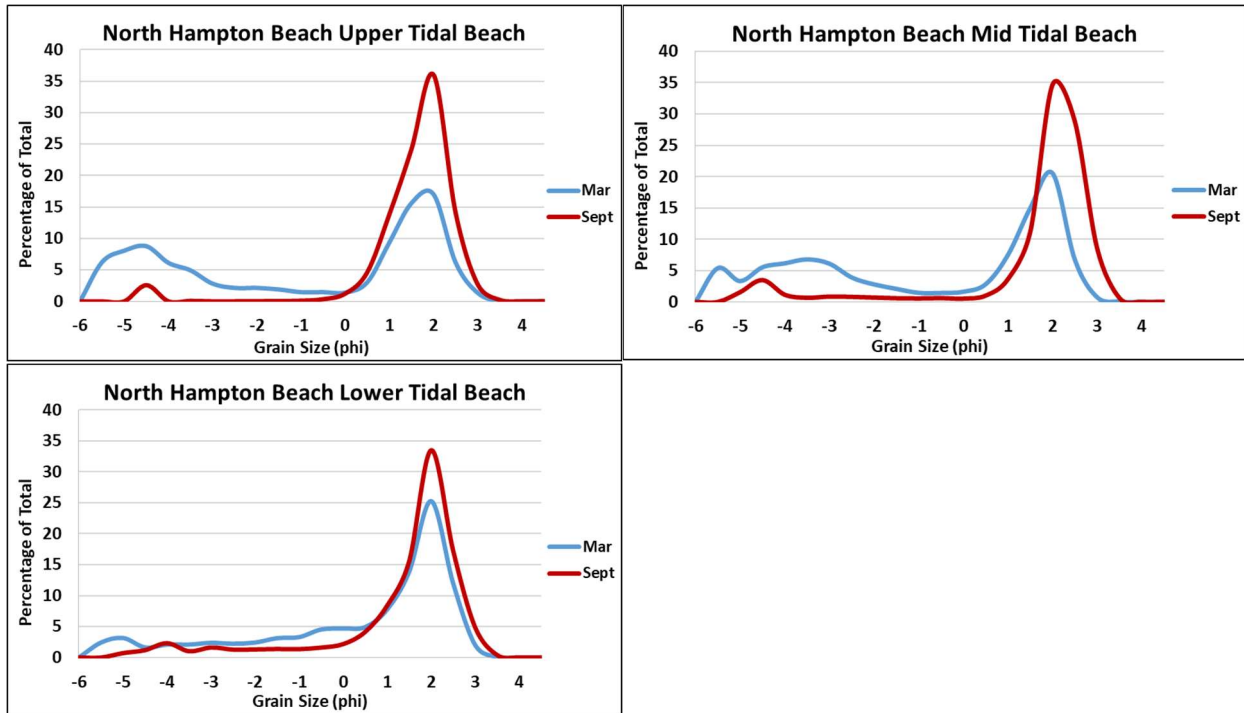 North Hampton Beach Upper Tidal Beach
40
35
30
25
20
15
10
5
0
Percentage of Total
-6 -5 -4 -3 -2 -1 0 1 2 3 4
Grain Size (phi)
Mar
Sept
North Hampton Beach Mid Tidal Beach
40
35
30
25
20
15
10
5
0
Percentage of Total
-6 -5 -4 -3 -2 -1 0 1 2 3 4
Grain Size (phi)
Mar
Sept
North Hampton Beach Lower Tidal Beach
40
35
30
25
20
15
10
5
0
Percentage of Total
-6 -5 -4 -3 -2 -1 0 1 2 3 4
Grain Size (phi)
Mar
Sept